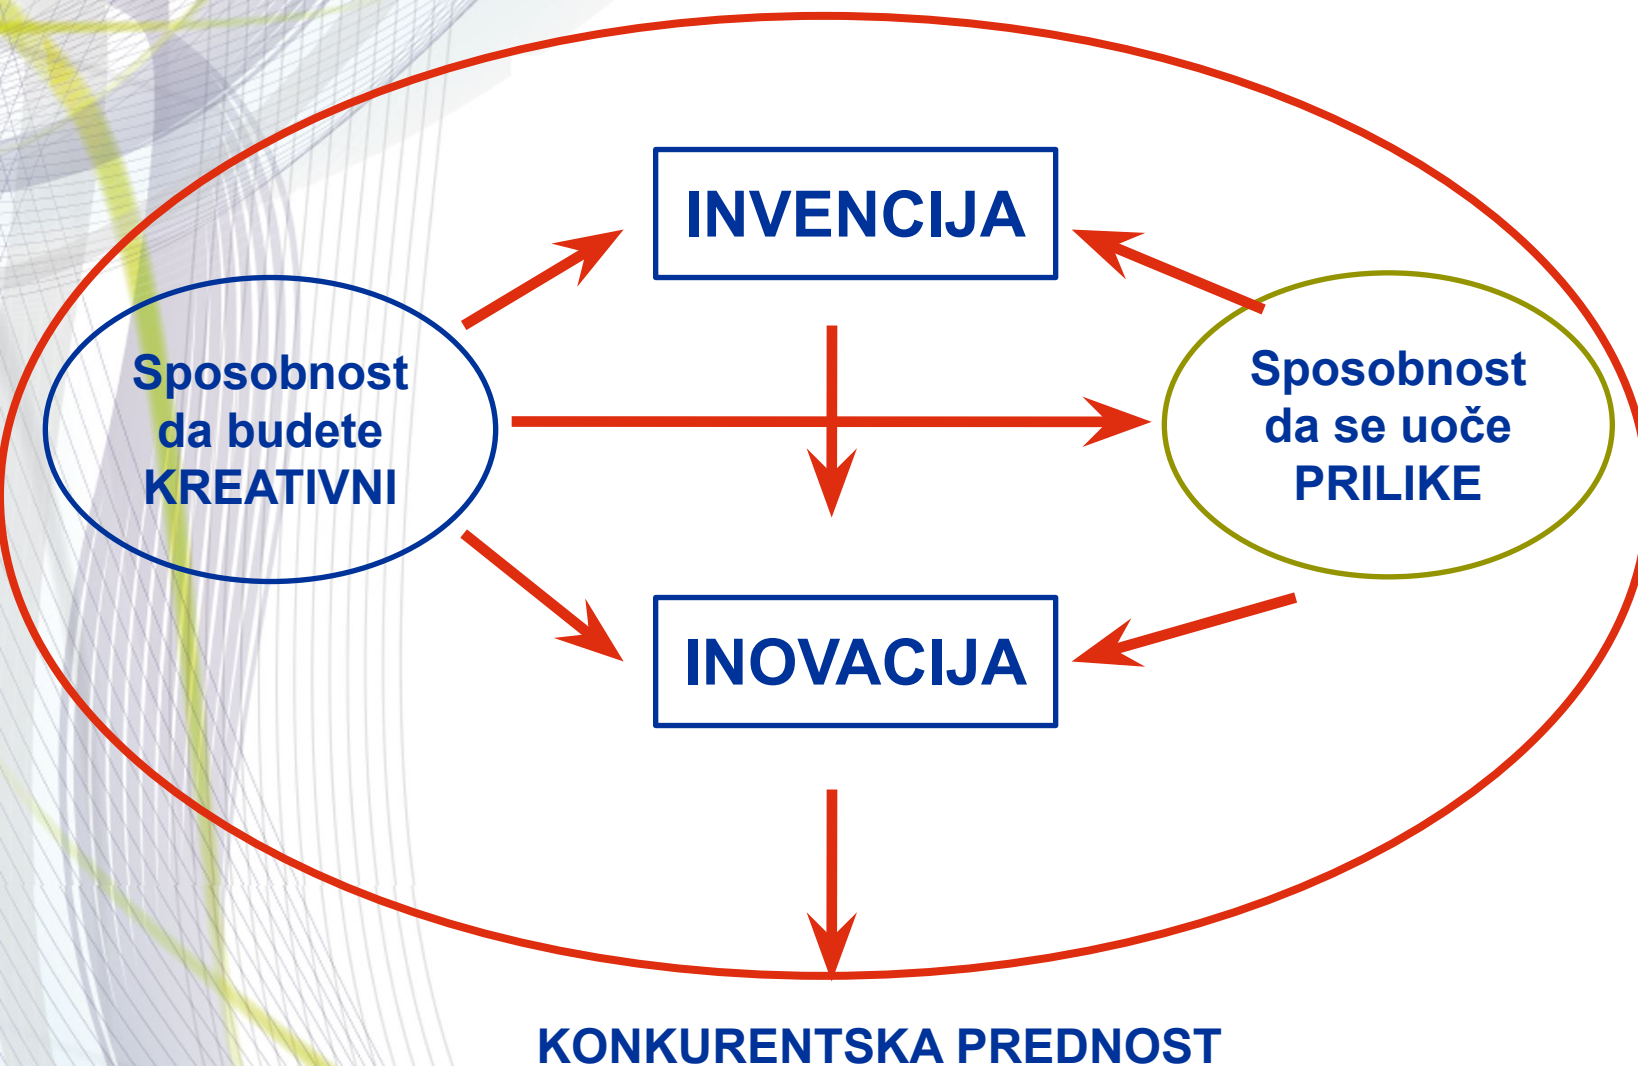 INVENCIJA
Sposobnost
da budete
KREATIVNI
Sposobnost
da se uoče
PRILIKE
INOVACIJA
KONKURENTSKA PREDNOST